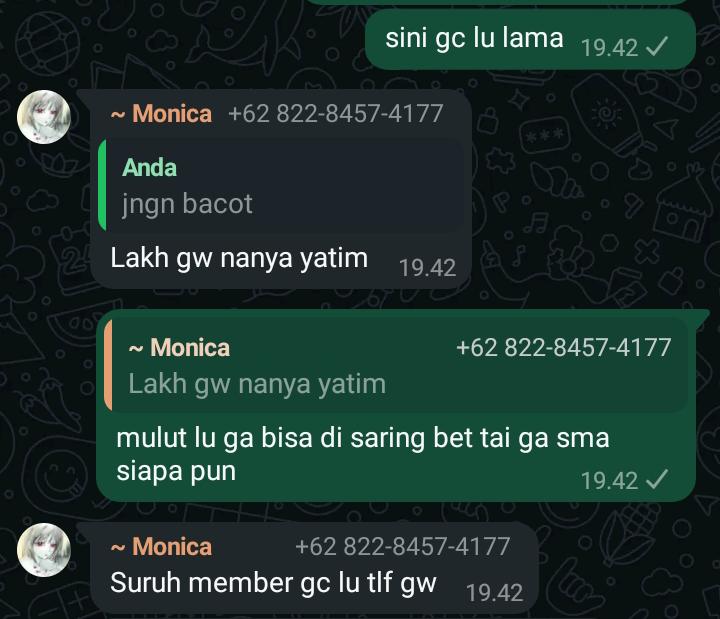 sini gc lu lama 19.42
~ Monica +62 822-8457-4177
Anda
jngn bacot
Lakh gw nanya yatim 19.42
~ Monica +62 822-8457-4177
Lakh gw nanya yatim
mulut lu ga bisa di saring bet tai ga sma
siapa pun 19.42
~ Monica +62 822-8457-4177
Suruh member gc lu tlf gw 19.42